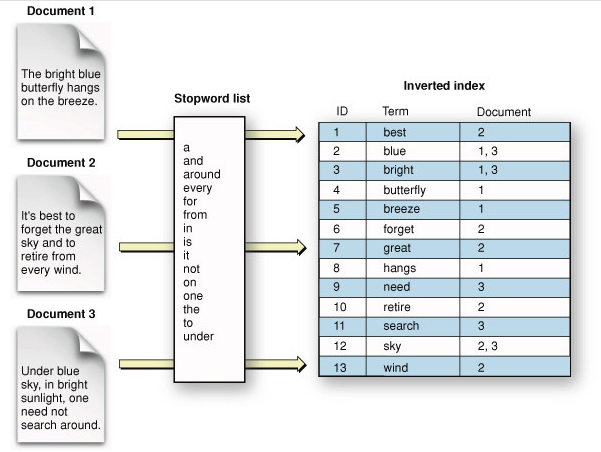 Document 1
The bright blue
butterfly hangs
on the breeze.
Document 2
It's best to
forget the great
sky and to
retire from
every wind.
Document 3
Under blue
sky, in bright
sunlight, one
need not
search around.
Stopword list
a
and
around
every
for
from
in
is
it
not
on
one
the
to
under
Inverted index
ID Term Document
1 best 2
2 blue 1, 3
3 bright 1, 3
4 butterfly 1
5 breeze 1
6 forget 2
7 great 2
8 hangs 1
9 need 3
10 retire 2
11 search 3
12 sky 2, 3
13 wind 2